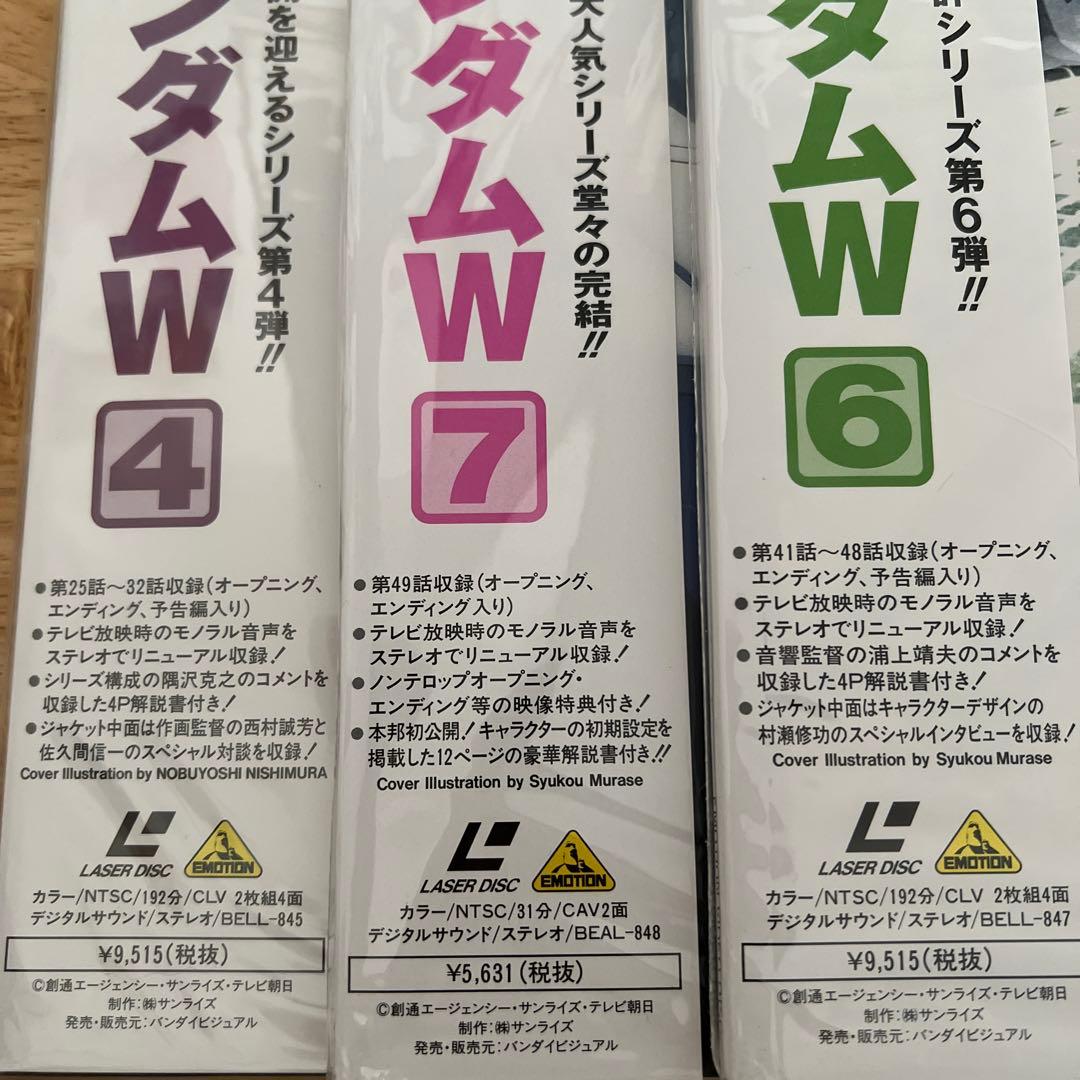 ンダムW
を迎えるシリーズ第4弾!!
4
●第25話〜32話収録(オープニング、
エンディング、予告編入り)
●テレビ放映時のモノラル音声を
ステレオでリニューアル収録!
●シリーズ構成の隅沢克之のコメントを
収録した4P解説書付き!
●ジャケット中面は作画監督の西村誠芳と
佐久間信一のスペシャル対談を収録!
Cover Illustration by NOBUYOSHI NISHIMURA
LASER DISC
EMOTION
カラー/NTSC/192分/CLV 2枚組4面
デジタルサウンド/ステレオ/BELL-845
¥9,515(税抜)
©創通エージェンシー・サンライズ・テレビ朝日
制作:㈱サンライズ
発売・販売元:バンダイビジュアル
ンダムW
大人気シリーズ堂々の完結!!
7
●第49話収録(オープニング、
エンディング入り)
●テレビ放映時のモノラル音声を
ステレオでリニューアル収録!
●ノンテロップオープニング・
エンディング等の映像特典付き!
●本邦初公開!キャラクターの初期設定を
掲載した12ページの豪華解説書付き!!
Cover Illustration by Syukou Murase
LASER DISC
EMOTION
カラー/NTSC/31分/CAV2面
デジタルサウンド/ステレオ/BEAL-848
¥5,631(税抜)
©創通エージェンシー・サンライズ・テレビ朝日
制作:㈱サンライズ
発売・販売元:バンダイビジュアル
ダムW
シリーズ第6弾!!
6
●第41話〜48話収録(オープニング、
エンディング、予告編入り)
●テレビ放映時のモノラル音声を
ステレオでリニューアル収録!
●音響監督の浦上靖夫のコメントを
収録した4P解説書付き!
●ジャケット中面はキャラクターデザインの
村瀬修功のスペシャルインタビューを収録!
Cover Illustration by Syukou Murase
LASER DISC
EMOTION
カラー/NTSC/192分/CLV 2枚組4面
デジタルサウンド/ステレオ/BELL-847
¥9,515(税抜)
©創通エージェンシー・サンライズ・テレビ朝日
制作:㈱サンライズ
発売・販売元:バンダイビジュアル